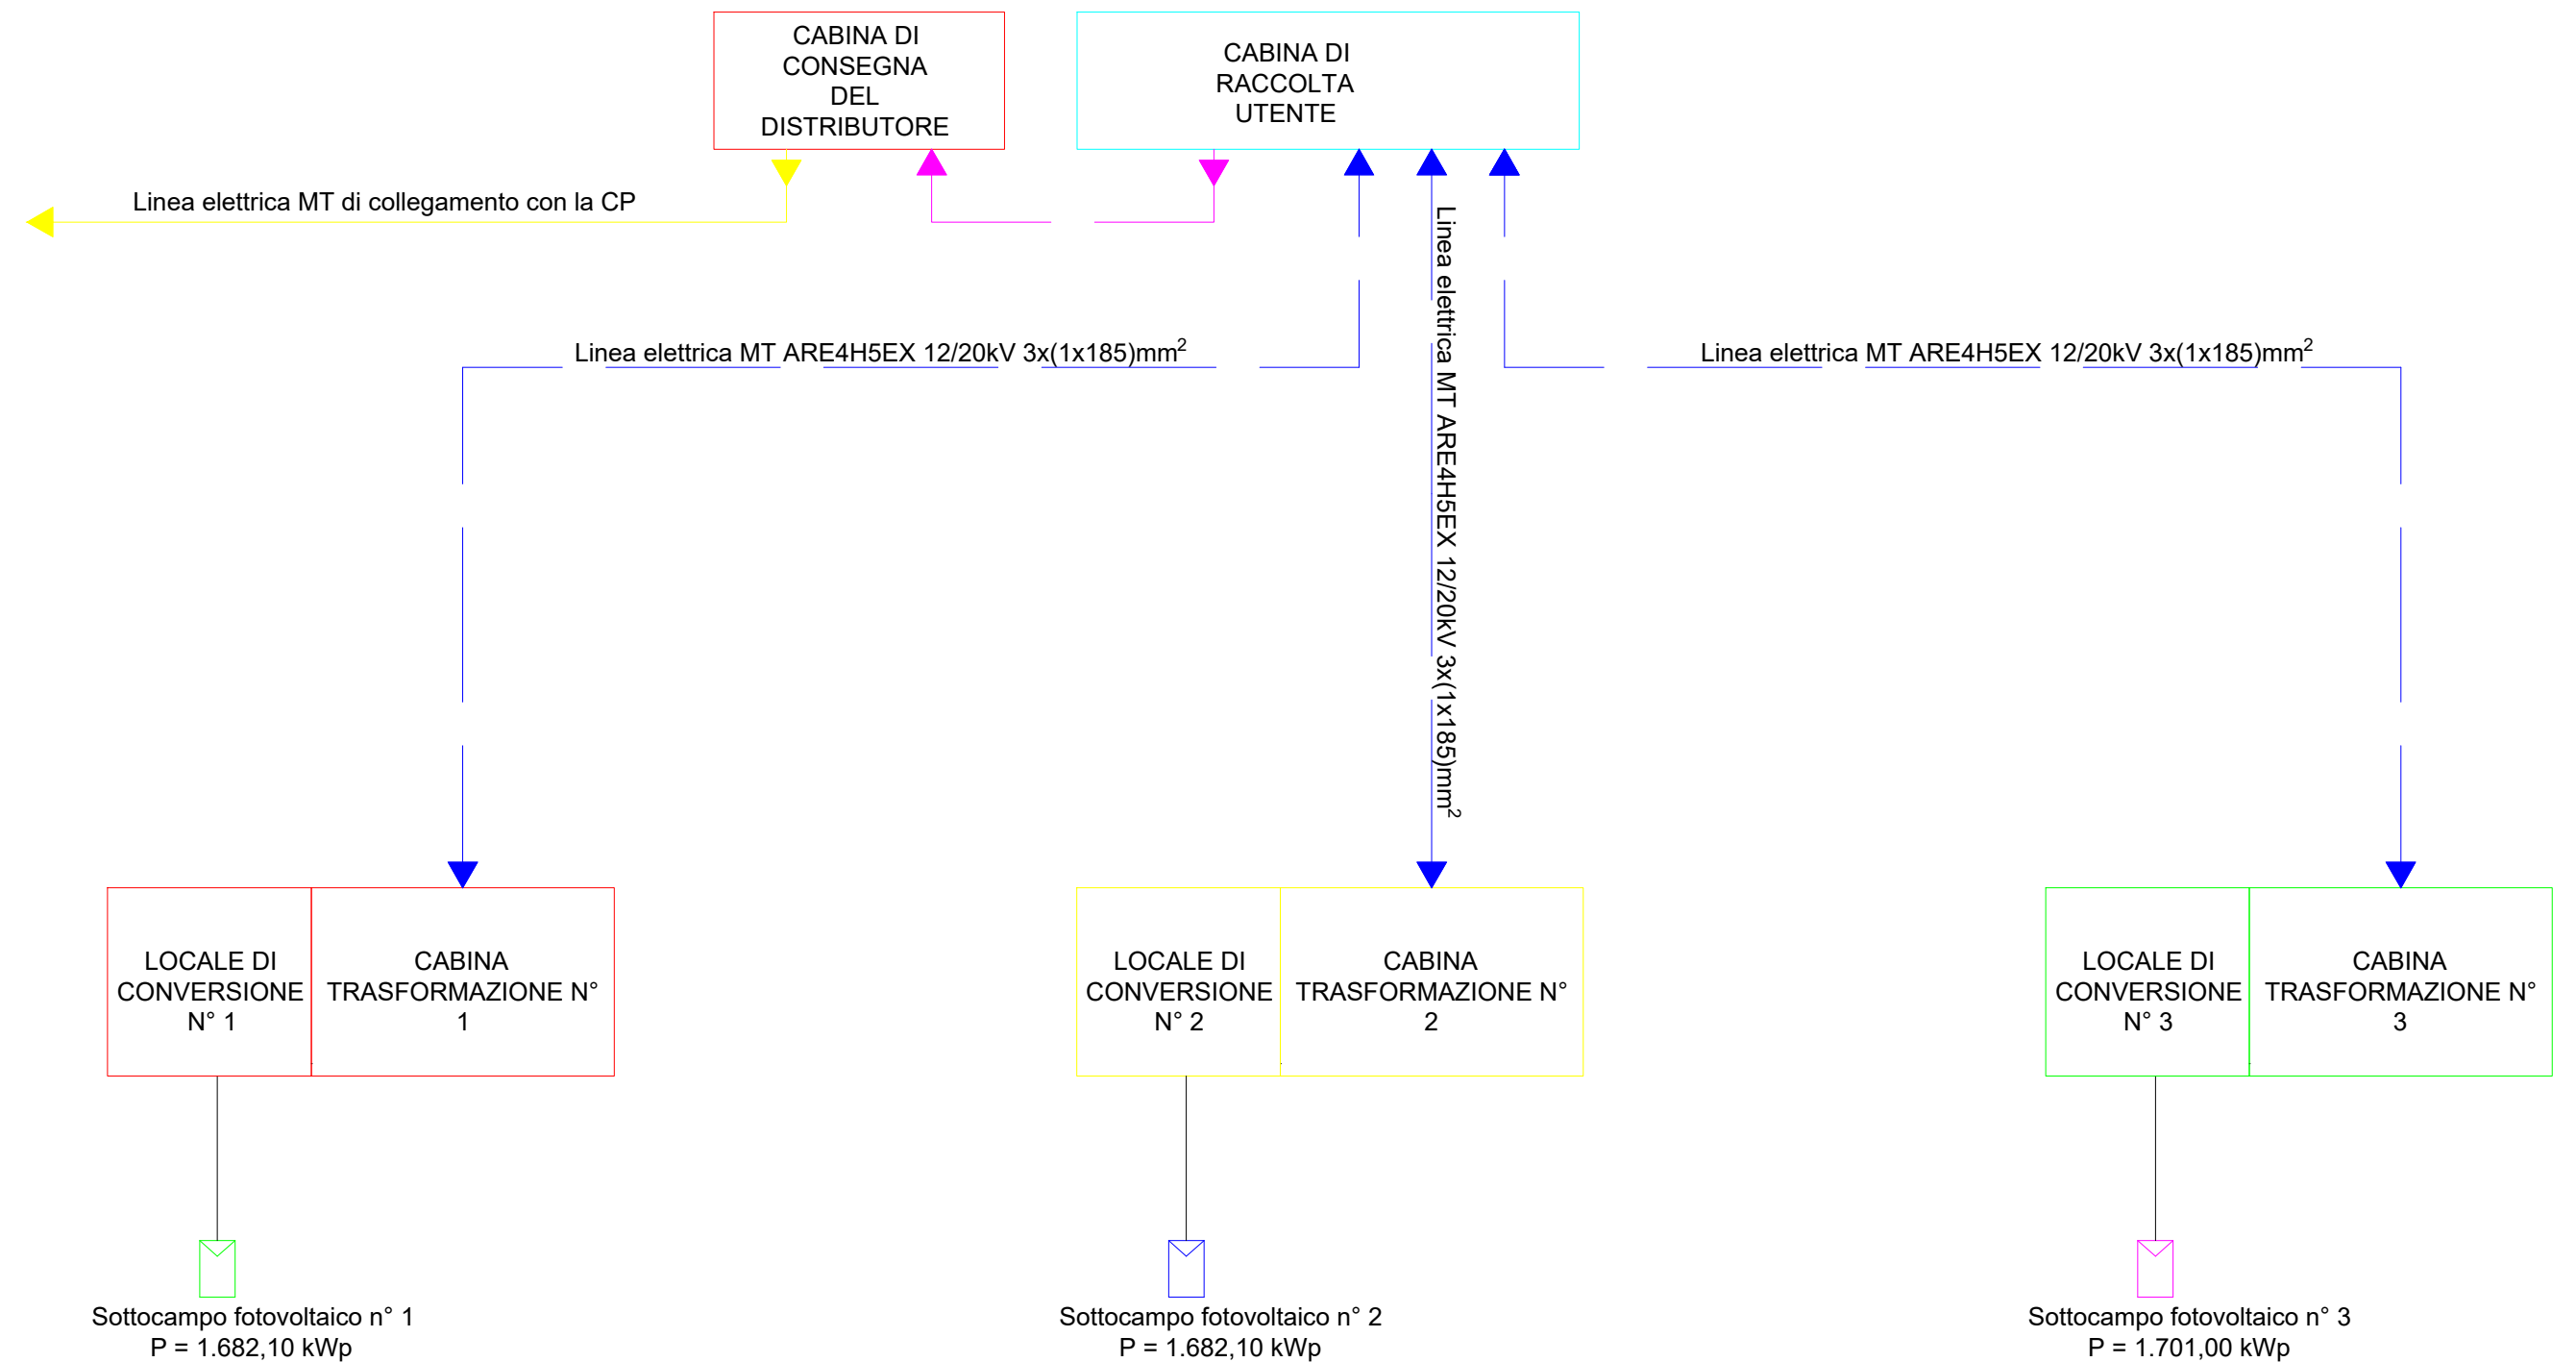 CABINA DI
CONSEGNA
DEL
DISTRIBUTORE
CABINA DI
RACCOLTA
UTENTE
Linea elettrica MT di collegamento con la CP
Linea elettrica MT ARE4H5EX 12/20kV 3x(1x185)mm²
Linea elettrica MT ARE4H5EX 12/20kV 3x(1x185)mm²
Linea elettrica MT ARE4H5EX 12/20kV 3x(1x185)mm²
LOCALE DI
CONVERSIONE
N° 1
CABINA
TRASFORMAZIONE N°
1
LOCALE DI
CONVERSIONE
N° 2
CABINA
TRASFORMAZIONE N°
2
LOCALE DI
CONVERSIONE
N° 3
CABINA
TRASFORMAZIONE N°
3
Sottocampo fotovoltaico n° 1
P = 1.682,10 kWp
Sottocampo fotovoltaico n° 2
P = 1.682,10 kWp
Sottocampo fotovoltaico n° 3
P = 1.701,00 kWp